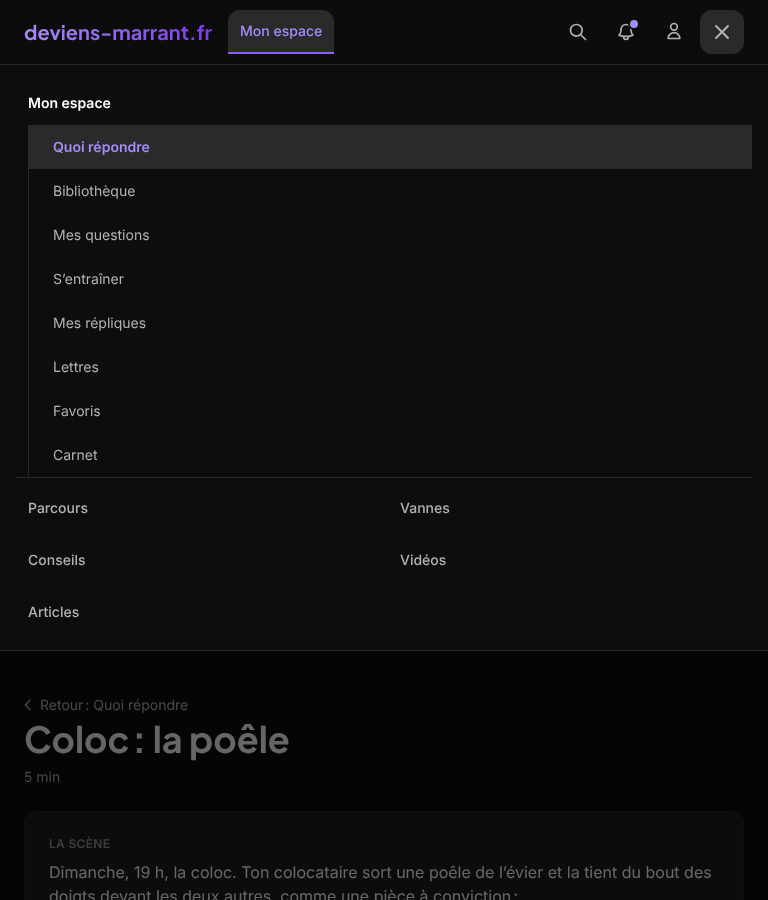 deviens-marrant.fr
Mon espace
Mon espace
Quoi répondre
Bibliothèque
Mes questions
S’entraîner
Mes répliques
Lettres
Favoris
Carnet
Parcours
Vannes
Conseils
Vidéos
Articles
Retour : Quoi répondre
Coloc : la poêle
5 min
LA SCÈNE
Dimanche, 19 h, la coloc. Ton colocataire sort une poêle de l’évier et la tient du bout des
doigts devant les deux autres, comme une pièce à conviction :